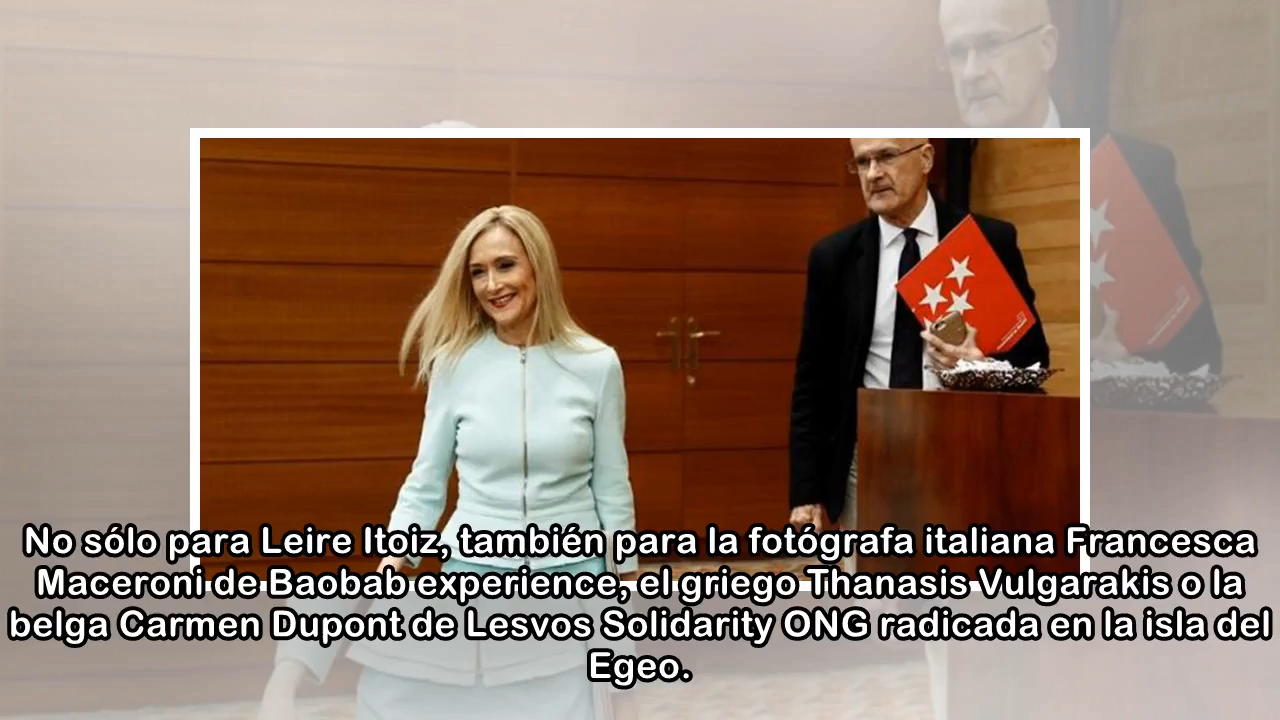 No sólo para Leire Itoiz, también para la fotógrafa italiana Francesca
Maceroni de Baobab experience, el griego Thanasis Vulgarakis o la
belga Carmen Dupont de Lesvos Solidarity ONG radicada en la isla del
Egeo.